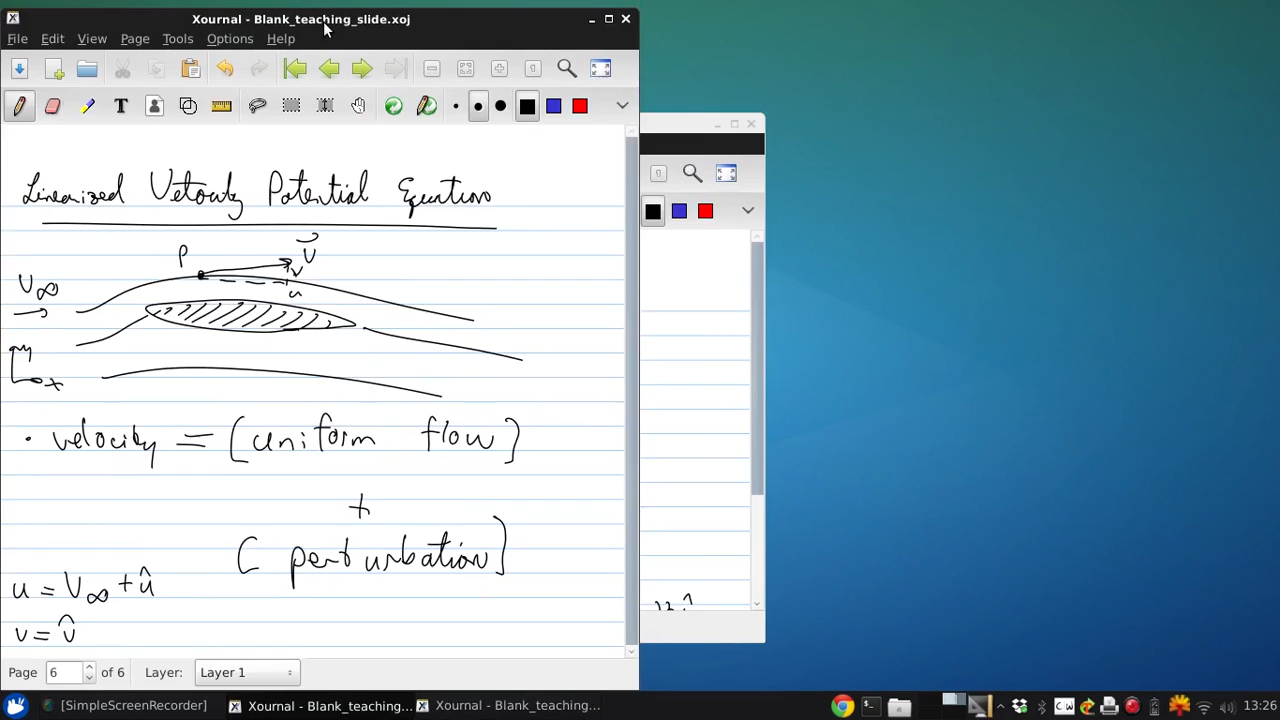 Xournal - Blank_teaching_slide.xoj
File Edit View Page Tools Options Help
Linearized Velocity Potential Equations
P V
v
V∞ u
y
x
· velocity = [uniform flow]
+
[perturbation]
u = V∞ + û
v = v̂
Page 6 of 6 Layer: Layer 1
[SimpleScreenRecorder] Xournal - Blank_teaching... Xournal - Blank_teaching... 13:26